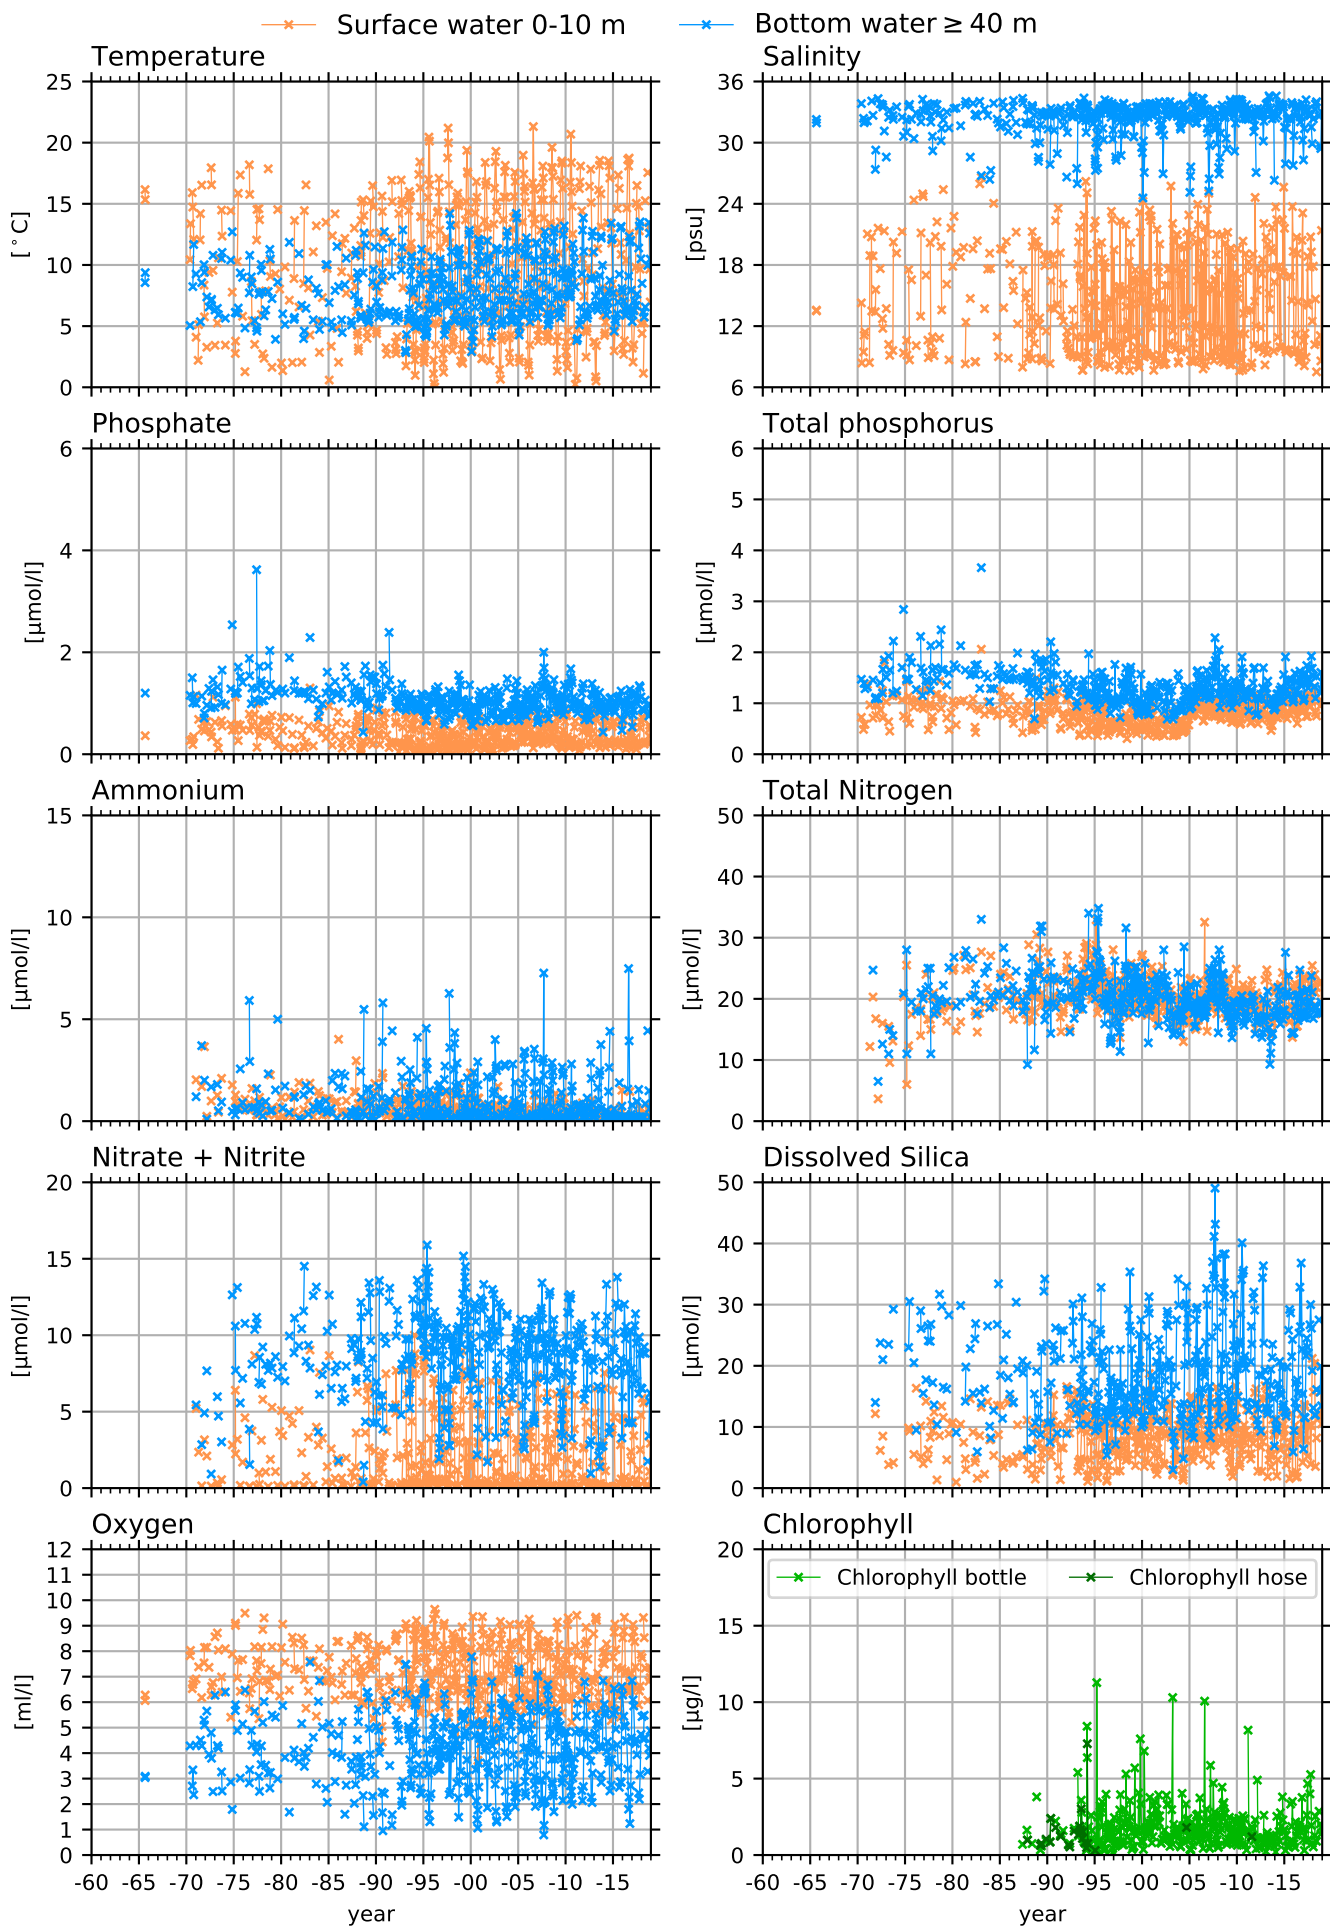 Surface water 0-10 m Bottom water ≥ 40 m
Temperature
25
20
15
10
5
0
[°C]
Salinity
36
30
24
18
12
6
[psu]
Phosphate
6
4
2
0
[µmol/l]
Total phosphorus
6
5
4
3
2
1
0
[µmol/l]
Ammonium
15
10
5
0
[µmol/l]
Total Nitrogen
50
40
30
20
10
0
[µmol/l]
Nitrate + Nitrite
20
15
10
5
0
[µmol/l]
Dissolved Silica
50
40
30
20
10
0
[µmol/l]
Oxygen
12
11
10
9
8
7
6
5
4
3
2
1
0
[ml/l]
-60 -65 -70 -75 -80 -85 -90 -95 -00 -05 -10 -15
year
Chlorophyll
Chlorophyll bottle Chlorophyll hose
20
15
10
5
0
[µg/l]
-60 -65 -70 -75 -80 -85 -90 -95 -00 -05 -10 -15
year